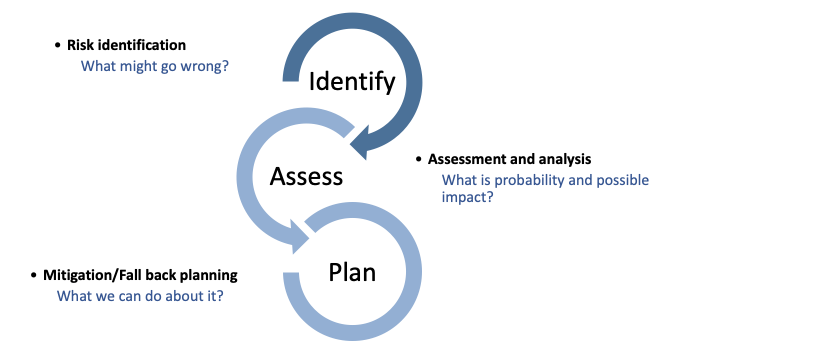 • Risk identification
What might go wrong?
Identify
Assess
• Assessment and analysis
What is probability and possible
impact?
• Mitigation/Fall back planning
What we can do about it?
Plan